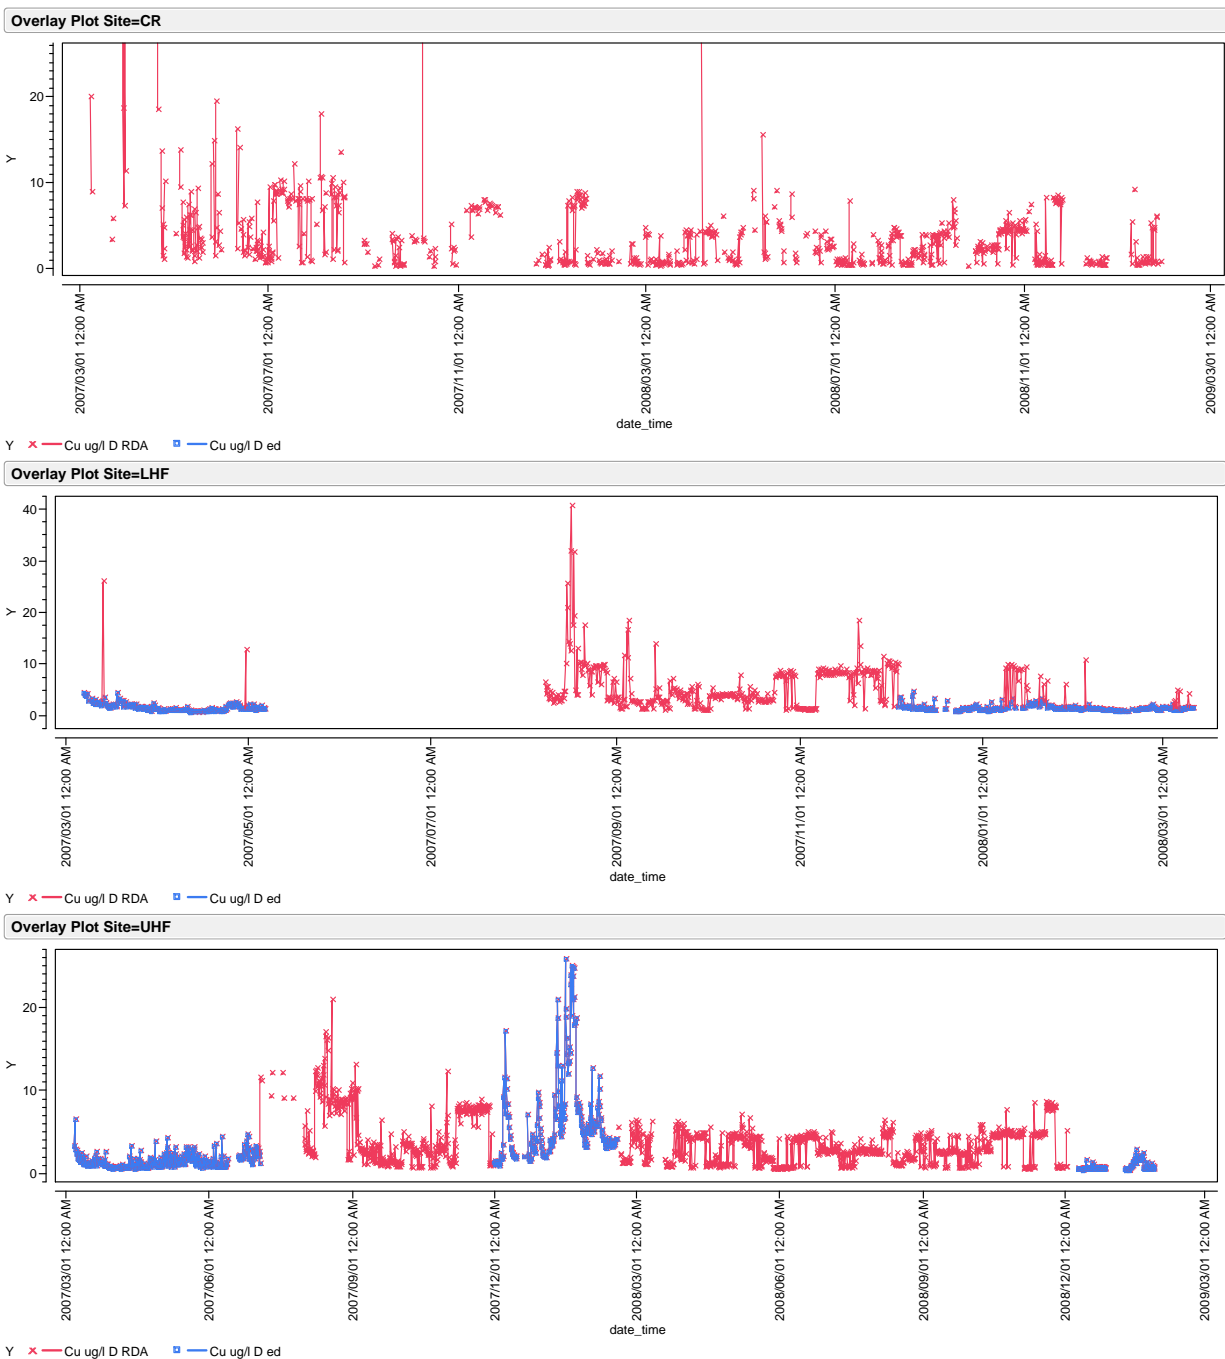 Overlay Plot Site=CR
20
10
0
Y
2007/03/01 12:00 AM
2007/07/01 12:00 AM
2007/11/01 12:00 AM
2008/03/01 12:00 AM
2008/07/01 12:00 AM
2008/11/01 12:00 AM
2009/03/01 12:00 AM
date_time
Y Cu ug/l D RDA Cu ug/l D ed
Overlay Plot Site=LHF
40
30
20
10
0
Y
2007/03/01 12:00 AM
2007/05/01 12:00 AM
2007/07/01 12:00 AM
2007/09/01 12:00 AM
2007/11/01 12:00 AM
2008/01/01 12:00 AM
2008/03/01 12:00 AM
date_time
Y Cu ug/l D RDA Cu ug/l D ed
Overlay Plot Site=UHF
20
10
0
Y
2007/03/01 12:00 AM
2007/06/01 12:00 AM
2007/09/01 12:00 AM
2007/12/01 12:00 AM
2008/03/01 12:00 AM
2008/06/01 12:00 AM
2008/09/01 12:00 AM
2008/12/01 12:00 AM
2009/03/01 12:00 AM
date_time
Y Cu ug/l D RDA Cu ug/l D ed